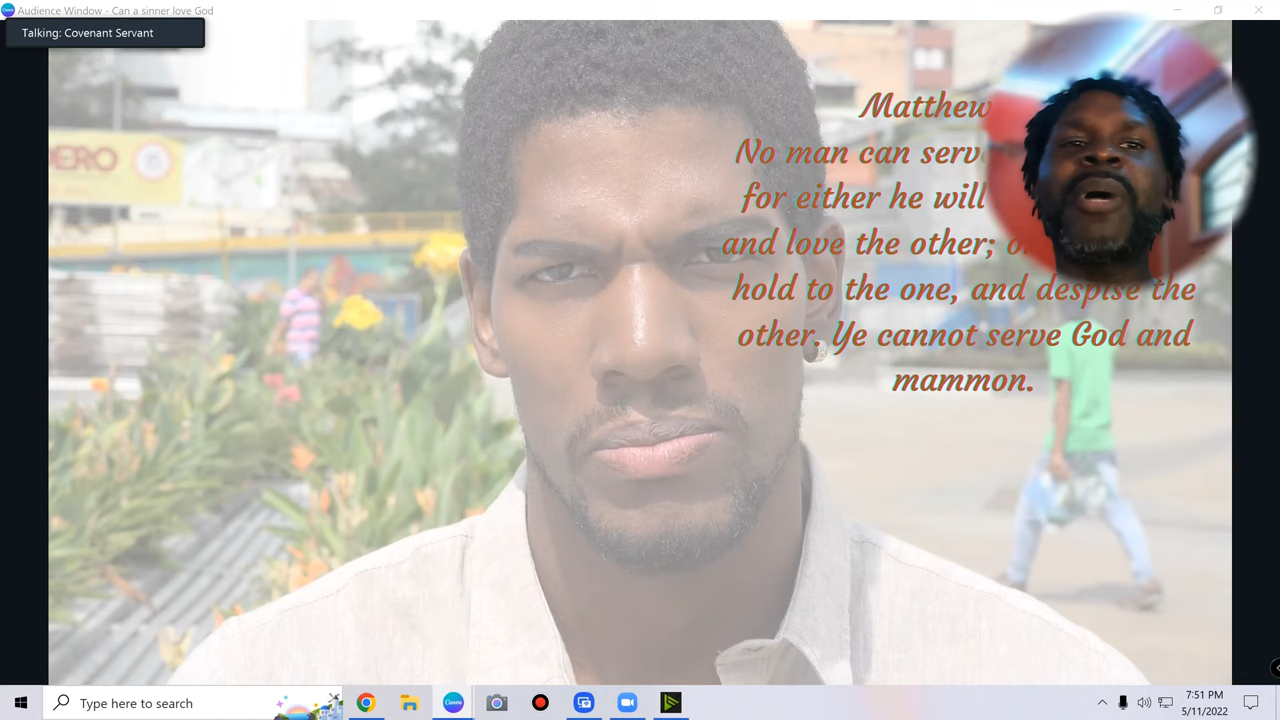 Audience Window - Can a sinner love God
Talking: Covenant Servant
ERO
Matthew
No man can serv
for either he will
and love the other; o
hold to the one, and despise the
other. Ye cannot serve God and
mammon.
Canva
Type here to search
7:51 PM
5/11/2022